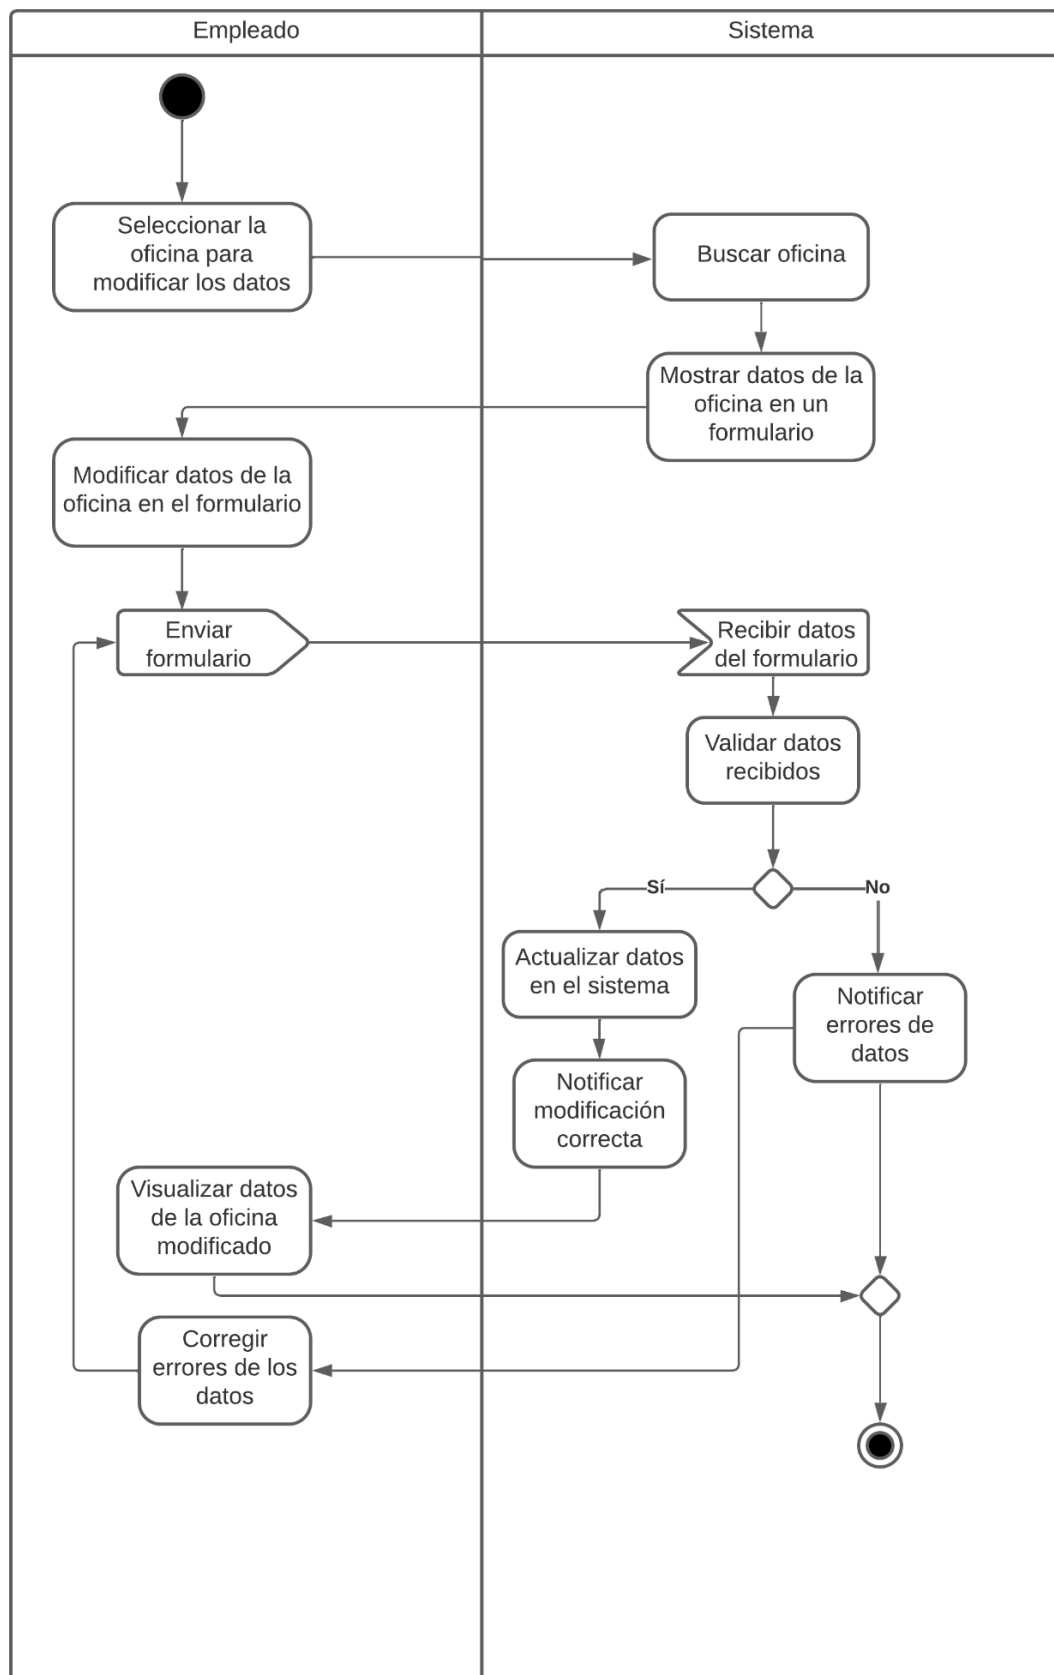 Empleado
Sistema
Seleccionar la
oficina para
modificar los datos
Buscar oficina
Mostrar datos de la
oficina en un
formulario
Modificar datos de la
oficina en el formulario
Enviar
formulario
Recibir datos
del formulario
Validar datos
recibidos
Sí
No
Actualizar datos
en el sistema
Notificar
errores de
datos
Notificar
modificación
correcta
Visualizar datos
de la oficina
modificado
Corregir
errores de los
datos